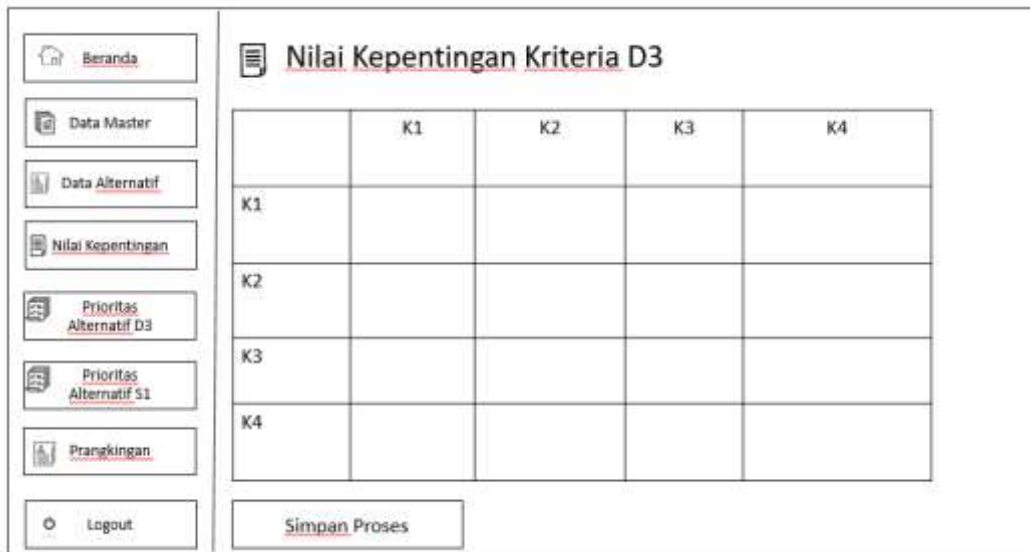 Beranda
Data Master
Data Alternatif
Nilai Kepentingan
Prioritas
Alternatif D3
Prioritas
Alternatif S1
Prangkingan
Logout
Nilai Kepentingan Kriteria D3
K1 K2 K3 K4
K1
K2
K3
K4
Simpan Proses